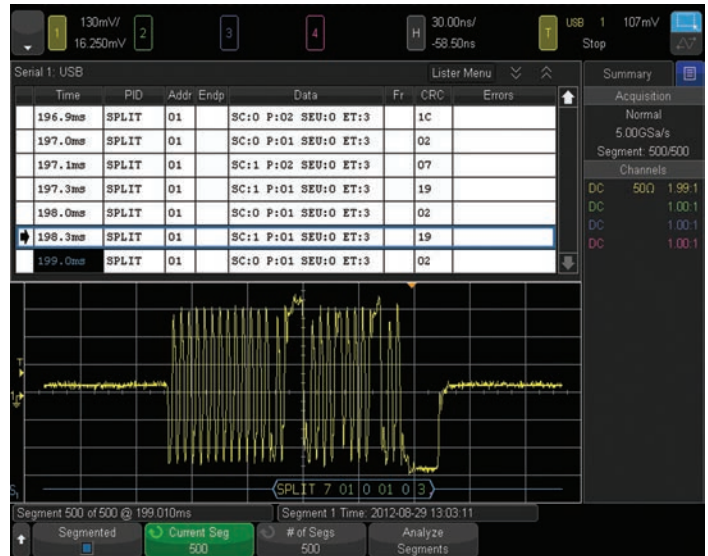 1 130mV/ 2 3 4 H 30.00ns/ T USB 1 107mV
16.250mV -58.50ns Stop
Serial 1: USB Lister Menu Summary
Time PID Addr Endp Data Fr CRC Errors Acquisition
196.9ms SPLIT 01 SC:0 P:02 SEU:0 ET:3 1C Normal
197.0ms SPLIT 01 SC:0 P:01 SEU:0 ET:3 02 5.00GSa/s
197.1ms SPLIT 01 SC:1 P:02 SEU:0 ET:3 07 Segment: 500/500
197.3ms SPLIT 01 SC:1 P:01 SEU:0 ET:3 19 Channels
198.0ms SPLIT 01 SC:0 P:01 SEU:0 ET:3 02 DC 50Ω 1.99:1
DC 1.00:1
198.3ms SPLIT 01 SC:1 P:01 SEU:0 ET:3 19 DC 1.00:1
DC 1.00:1
199.0ms SPLIT 01 SC:0 P:01 SEU:0 ET:3 02
T
1
S1 SPLIT 7 01 0 01 0 3
Segment 500 of 500 @ 199.010ms Segment 1 Time: 2012-08-29 13:03:11
Segmented Current Seg # of Segs Analyze
500 500 Segments